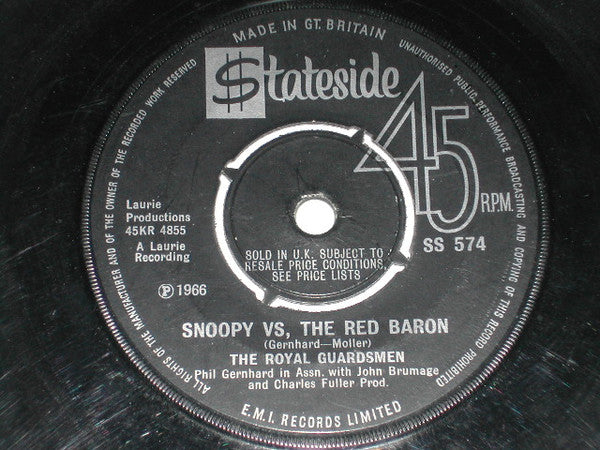 MADE IN GT. BRITAIN
ALL RIGHTS OF THE MANUFACTURER AND OF THE OWNER OF THE RECORDED WORK RESERVED
UNAUTHORISED PUBLIC PERFORMANCE BROADCASTING AND COPYING OF THIS RECORD PROHIBITED
$tateside
45
R.P.M.
Laurie
Productions
45KR 4855
A Laurie
Recording
SS 574
SOLD IN U.K. SUBJECT TO
RESALE PRICE CONDITIONS,
SEE PRICE LISTS
Ⓟ 1966
SNOOPY VS, THE RED BARON
(Gernhard—Moller)
THE ROYAL GUARDSMEN
Phil Gernhard in Assn. with John Brumage
and Charles Fuller Prod.
E.M.I. RECORDS LIMITED